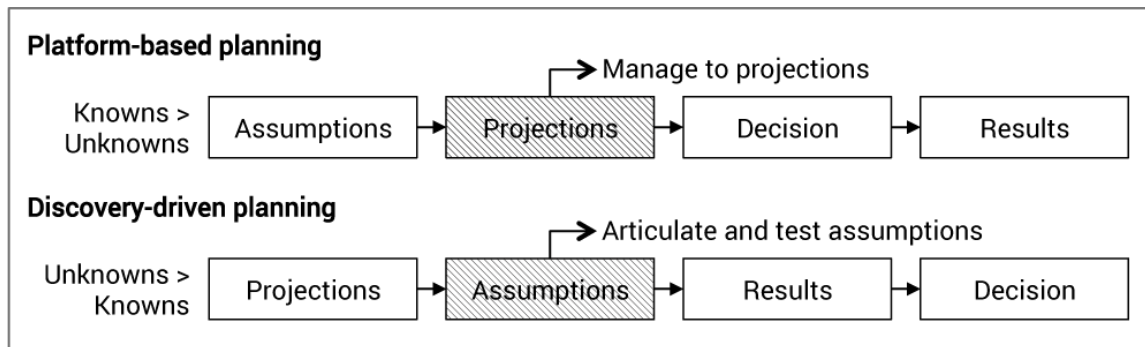 Platform-based planning
Manage to projections
Knowns >
Unknowns
Assumptions
Projections
Decision
Results
Discovery-driven planning
Articulate and test assumptions
Unknowns >
Knowns
Projections
Assumptions
Results
Decision